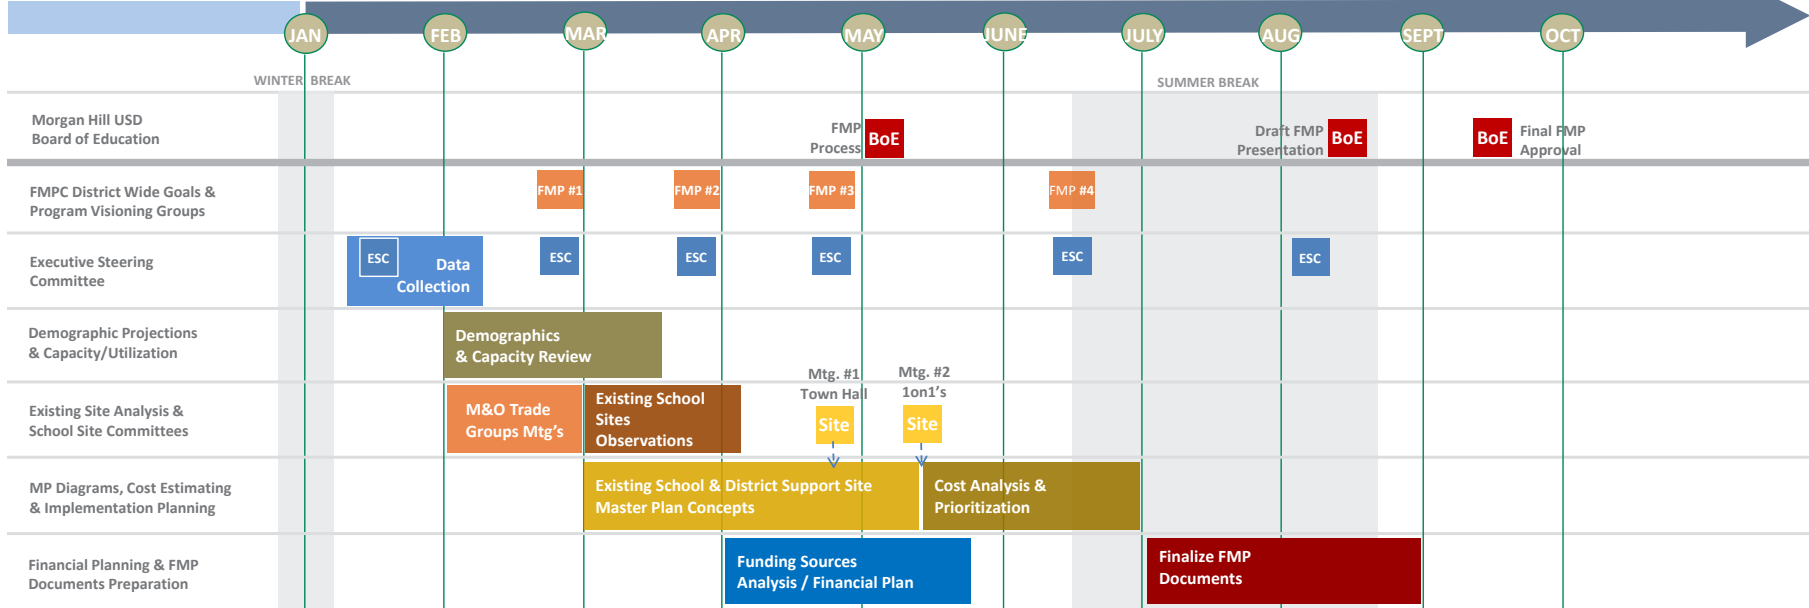 JAN
FEB
MAR
APR
MAY
JUNE
JULY
AUG
SEPT
OCT
WINTER BREAK
SUMMER BREAK
Morgan Hill USD
Board of Education
FMP
Process
BoE
Draft FMP
Presentation
BoE
BoE
Final FMP
Approval
FMPC District Wide Goals &
Program Visioning Groups
FMP #1
FMP #2
FMP #3
FMP #4
Executive Steering
Committee
ESC
Data
Collection
ESC
ESC
ESC
ESC
ESC
Demographic Projections
& Capacity/Utilization
Demographics
& Capacity Review
Existing Site Analysis &
School Site Committees
M&O Trade
Groups Mtg’s
Existing School
Sites
Observations
Mtg. #1
Town Hall
Site
Mtg. #2
1on1’s
Site
MP Diagrams, Cost Estimating
& Implementation Planning
Existing School & District Support Site
Master Plan Concepts
Cost Analysis &
Prioritization
Financial Planning & FMP
Documents Preparation
Funding Sources
Analysis / Financial Plan
Finalize FMP
Documents